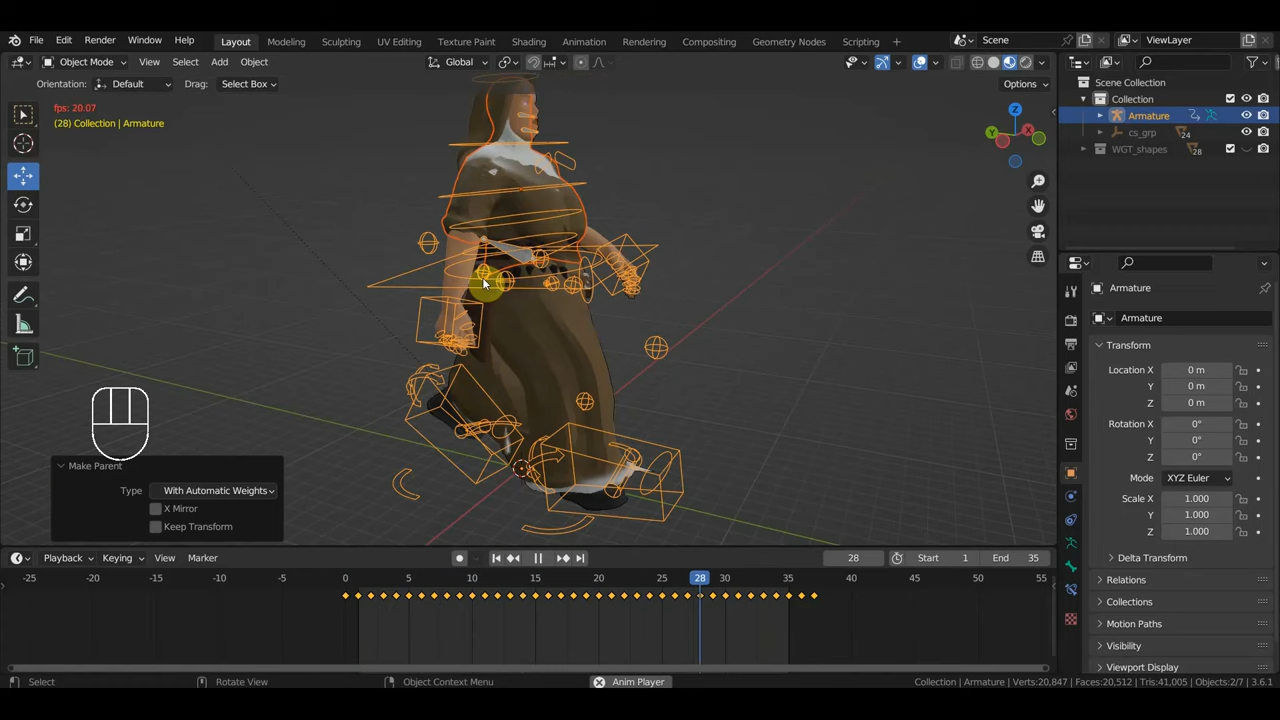 File Edit Render Window Help Layout Modeling Sculpting UV Editing Texture Paint Shading Animation Rendering Compositing Geometry Nodes Scripting + Scene ViewLayer
Object Mode View Select Add Object Global
Orientation: Default Drag: Select Box Options
fps: 20.07
(28) Collection | Armature
Z
Y
X
Scene Collection
Collection
Armature
cs_grp 24
WGT_shapes 28
Armature
Armature
Transform
Location X 0 m
Y 0 m
Z 0 m
Rotation X 0°
Y 0°
Z 0°
Mode XYZ Euler
Scale X 1.000
Y 1.000
Z 1.000
Delta Transform
Relations
Collections
Motion Paths
Visibility
Viewport Display
Make Parent
Type With Automatic Weights
X Mirror
Keep Transform
Playback Keying View Marker 28 Start 1 End 35
-25 -20 -15 -10 -5 0 5 10 15 20 25 28 30 35 40 45 50 55
Select Rotate View Object Context Menu Anim Player Collection | Armature Verts:20,847 | Faces:20,512 | Tris:41,005 | Objects:2/7 | 3.6.1